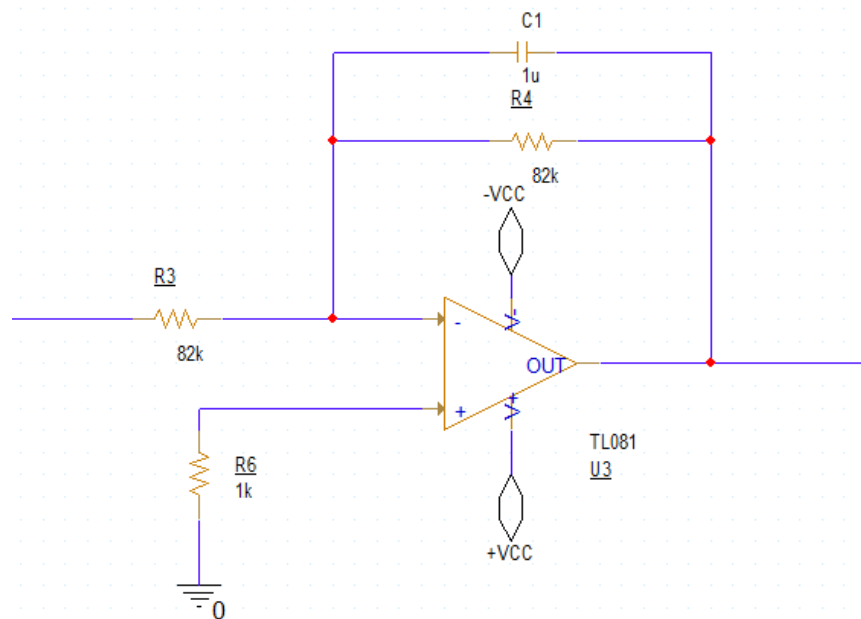 C1
1u
R4
82k
-VCC
R3
82k
-
V-
OUT
+
V+
TL081
U3
R6
1k
+VCC
0